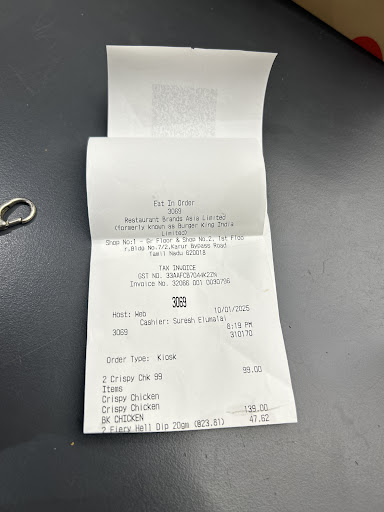 Eat In Order
3069
Restaurant Brands Asia Limited
(formerly known as Burger King India
Limited)
Shop No:1 - Gr Floor & Shop No.2, 1st Floo
r,Bldg No.7/2,Karur Bypass Road
Tamil Nadu 620018
TAX INVOICE
GST NO. 33AAFCB7044K2ZN
Invoice No. 32066 001 C090796
3069
Host: Web 10/01/2025
Cashier: Suresh Elumalai
3069 8:19 PM
310170
Order Type: Kiosk
2 Crispy Chk 99 99.00
Items
Crispy Chicken
Crispy Chicken
BK CHICKEN 139.00
2 Fiery Hell Dip 20gm (@23.81) 47.62